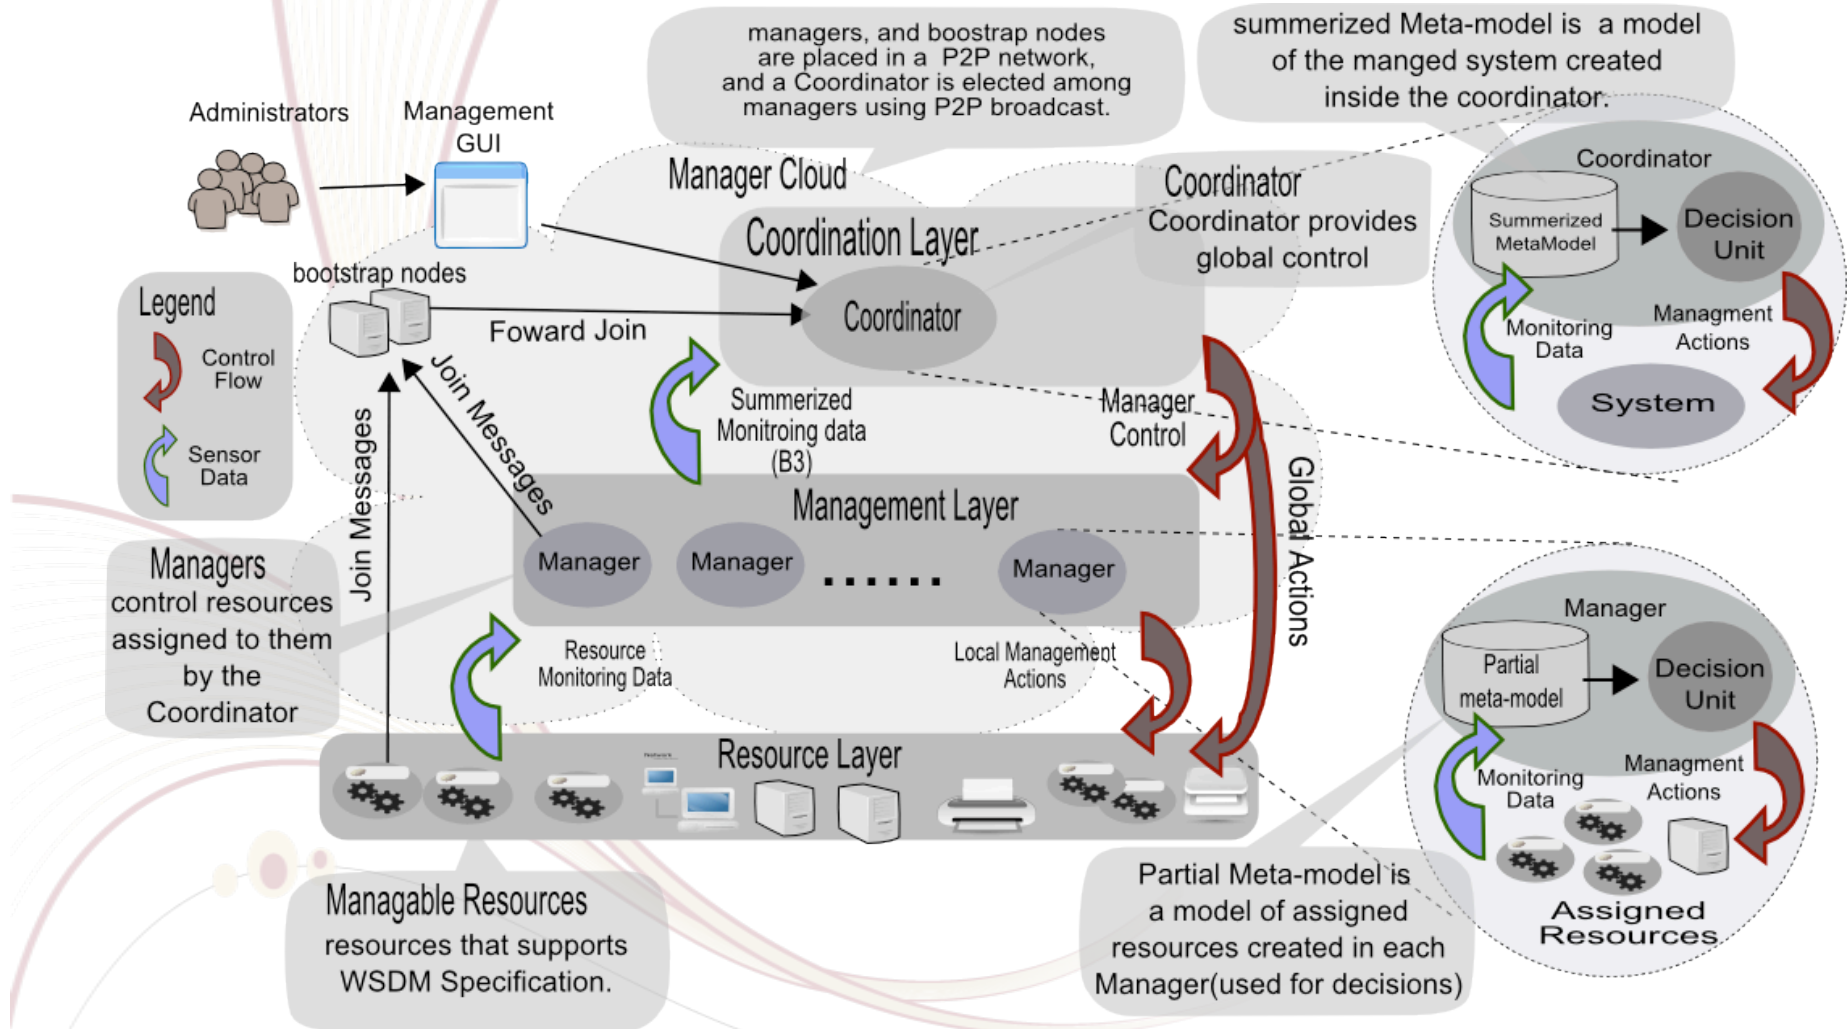 managers, and boostrap nodes
are placed in a P2P network,
and a Coordinator is elected among
managers using P2P broadcast.
summerized Meta-model is a model
of the manged system created
inside the coordinator.
Administrators
Management
GUI
Manager Cloud
Coordinator
Coordinator provides
global control
Coordination Layer
Coordinator
Coordinator
Summerized
MetaModel
Decision
Unit
Monitoring
Data
Managment
Actions
System
bootstrap nodes
Legend
Control
Flow
Sensor
Data
Foward Join
Join Messages
Join Messages
Summerized
Monitroing data
(B3)
Manager
Control
Global Actions
Management Layer
Manager
Manager
......
Manager
Managers
control resources
assigned to them
by the
Coordinator
Resource
Monitoring Data
Local Management
Actions
Manager
Partial
meta-model
Decision
Unit
Monitoring
Data
Managment
Actions
Assigned
Resources
Resource Layer
Managable Resources
resources that supports
WSDM Specification.
Partial Meta-model is
a model of assigned
resources created in each
Manager(used for decisions)